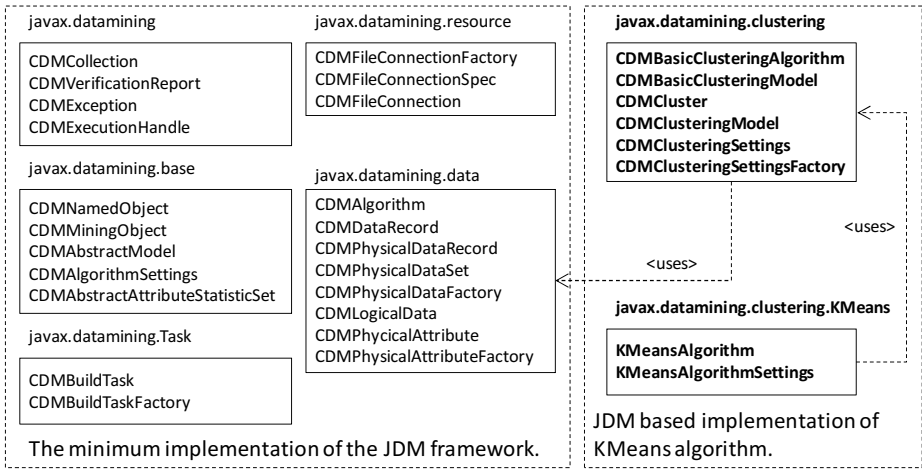 javax.datamining
CDMCollection
CDMVerificationReport
CDMException
CDMExecutionHandle
javax.datamining.base
CDMNamedObject
CDMMiningObject
CDMAbstractModel
CDMAlgorithmSettings
CDMAbstractAttributeStatisticSet
javax.datamining.Task
CDMBuildTask
CDMBuildTaskFactory
javax.datamining.resource
CDMFileConnectionFactory
CDMFileConnectionSpec
CDMFileConnection
javax.datamining.data
CDMAlgorithm
CDMDataRecord
CDMPhysicalDataRecord
CDMPhysicalDataSet
CDMPhysicalDataFactory
CDMLogicalData
CDMPhycicalAttribute
CDMPhysicalAttributeFactory
The minimum implementation of the JDM framework.
javax.datamining.clustering
CDMBasicClusteringAlgorithm
CDMBasicClusteringModel
CDMCluster
CDMClusteringModel
CDMClusteringSettings
CDMClusteringSettingsFactory
<uses>
<uses>
javax.datamining.clustering.KMeans
KMeansAlgorithm
KMeansAlgorithmSettings
JDM based implementation of
KMeans algorithm.